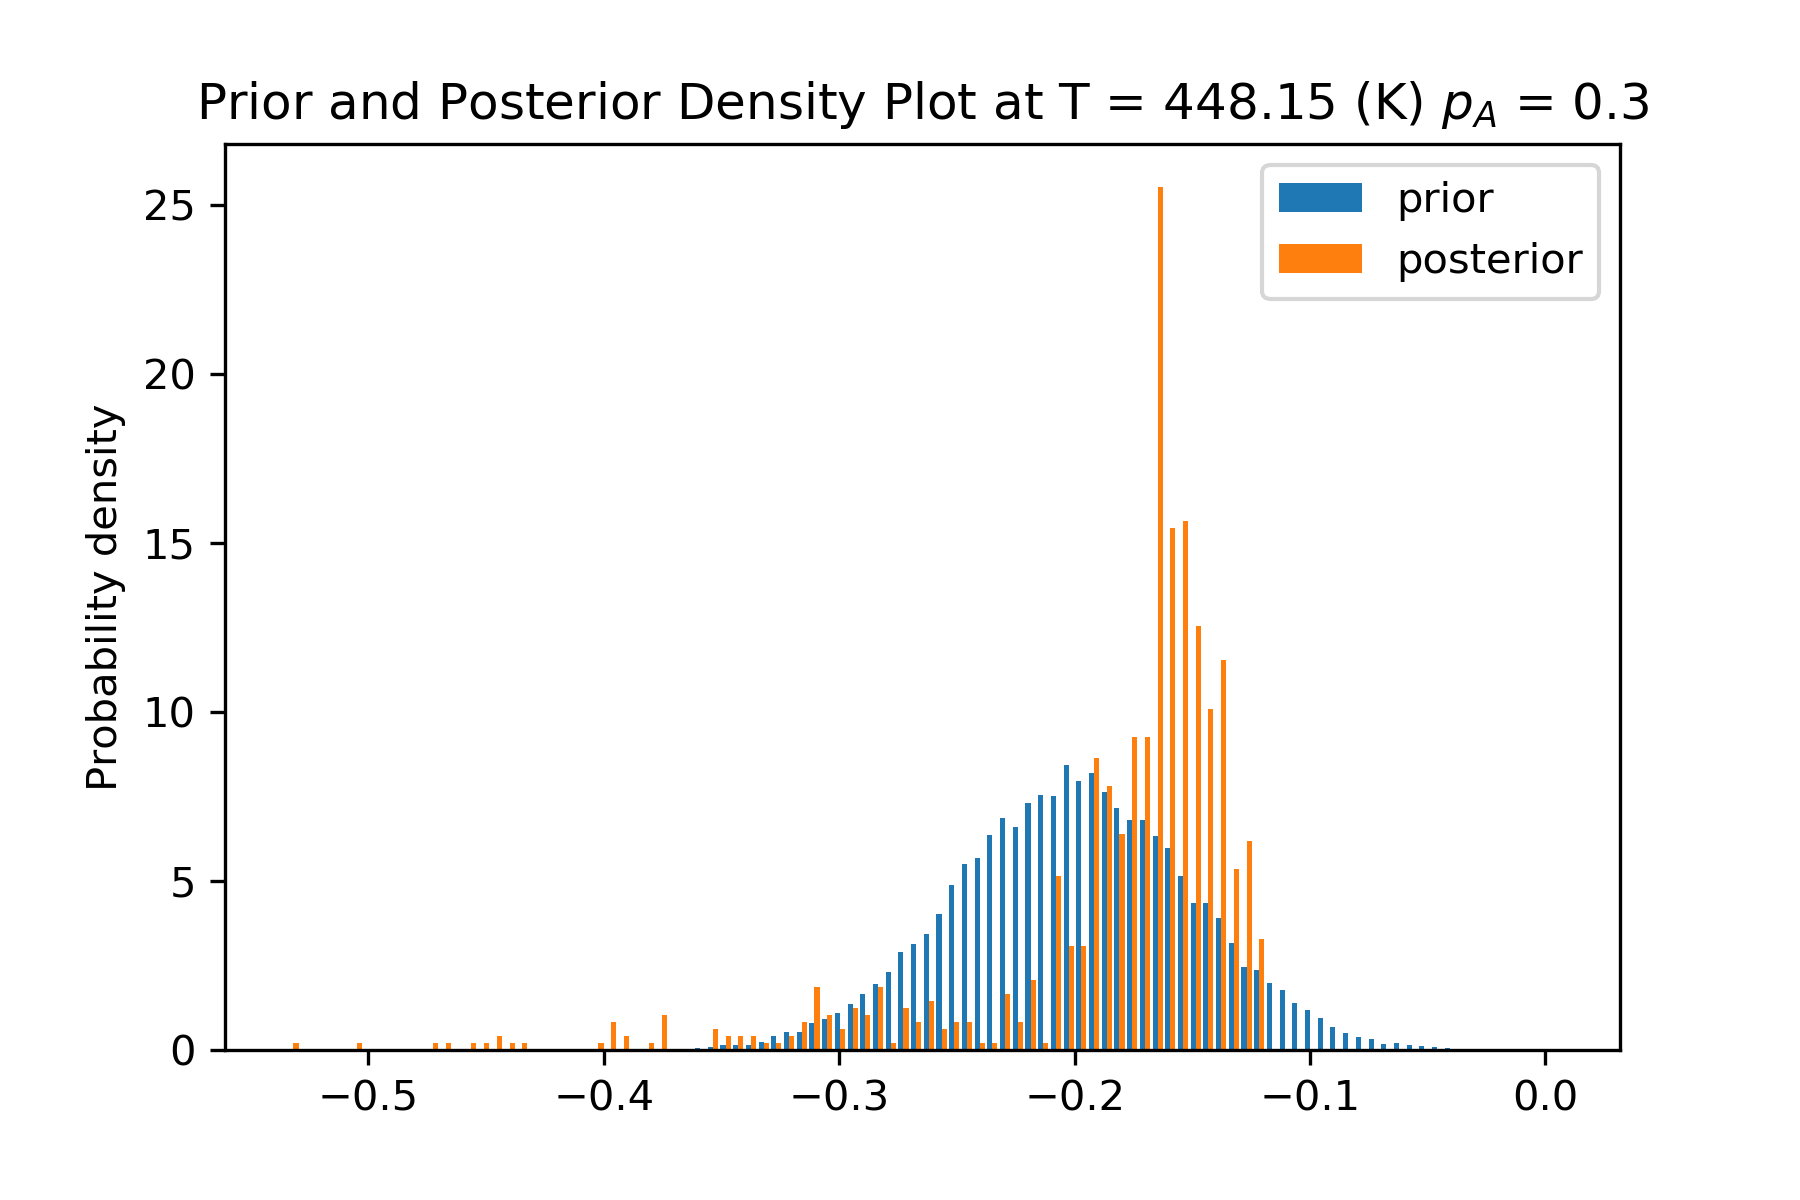 Prior and Posterior Density Plot at T = 448.15 (K) p_A = 0.3
prior
posterior
Probability density
25
20
15
10
5
0
−0.5 −0.4 −0.3 −0.2 −0.1 0.0